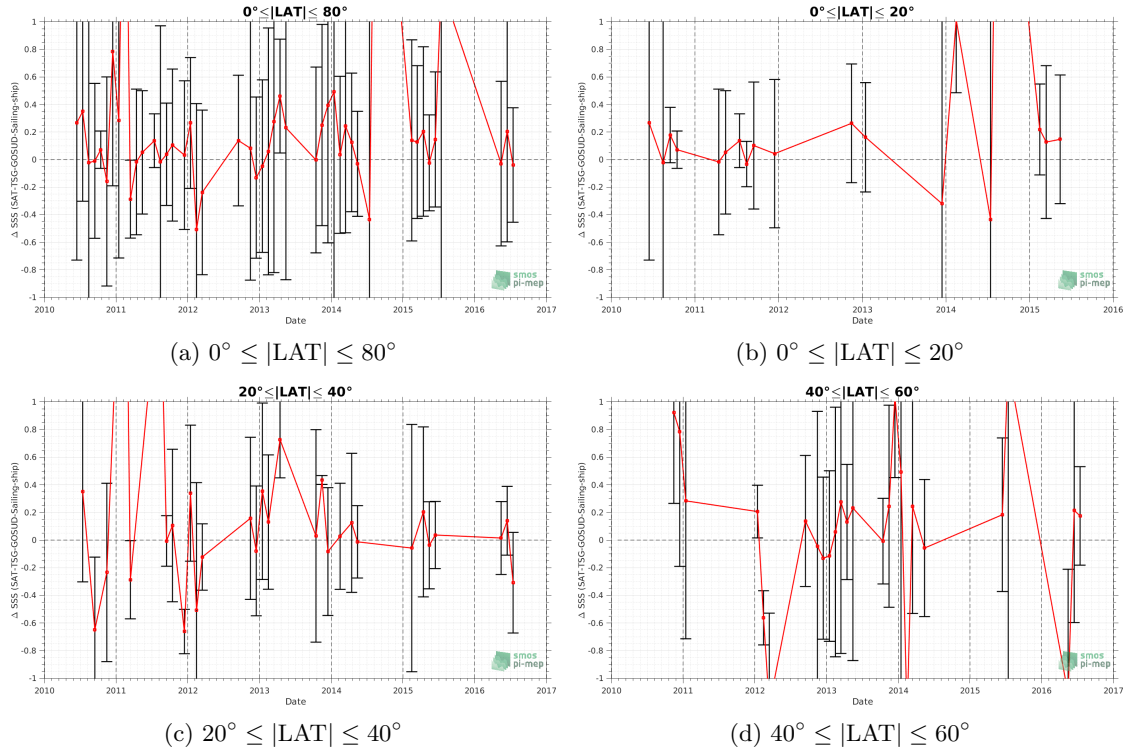 0°≤|LAT|≤ 80°
0°≤|LAT|≤ 20°
Δ SSS (SAT-TSG-GOSUD-Sailing-ship)
1
0.8
0.6
0.4
0.2
0
-0.2
-0.4
-0.6
-0.8
-1
smos
pi-mep
2010 2011 2012 2013 2014 2015 2016 2017
Date
Δ SSS (SAT-TSG-GOSUD-Sailing-ship)
1
0.8
0.6
0.4
0.2
0
-0.2
-0.4
-0.6
-0.8
-1
smos
pi-mep
2011 2012 2013 2014 2015 2016
Date
(a) 0° ≤ |LAT| ≤ 80°
(b) 0° ≤ |LAT| ≤ 20°
20°≤|LAT|≤ 40°
40°≤|LAT|≤ 60°
Δ SSS (SAT-TSG-GOSUD-Sailing-ship)
1
0.8
0.6
0.4
0.2
0
-0.2
-0.4
-0.6
-0.8
-1
smos
pi-mep
2010 2011 2012 2013 2014 2015 2016 2017
Date
Δ SSS (SAT-TSG-GOSUD-Sailing-ship)
1
0.8
0.6
0.4
0.2
0
-0.2
-0.4
-0.6
-0.8
-1
smos
pi-mep
2010 2011 2012 2013 2014 2015 2016 2017
Date
(c) 20° ≤ |LAT| ≤ 40°
(d) 40° ≤ |LAT| ≤ 60°